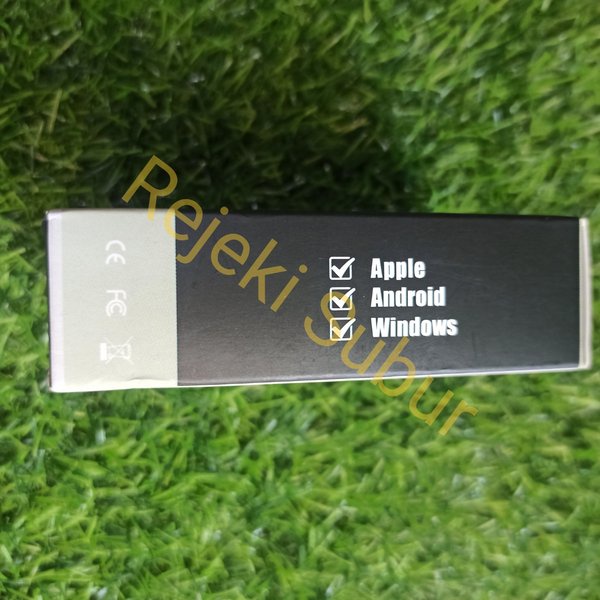 Apple
Android
Windows
CE FC
Rejeki Subur